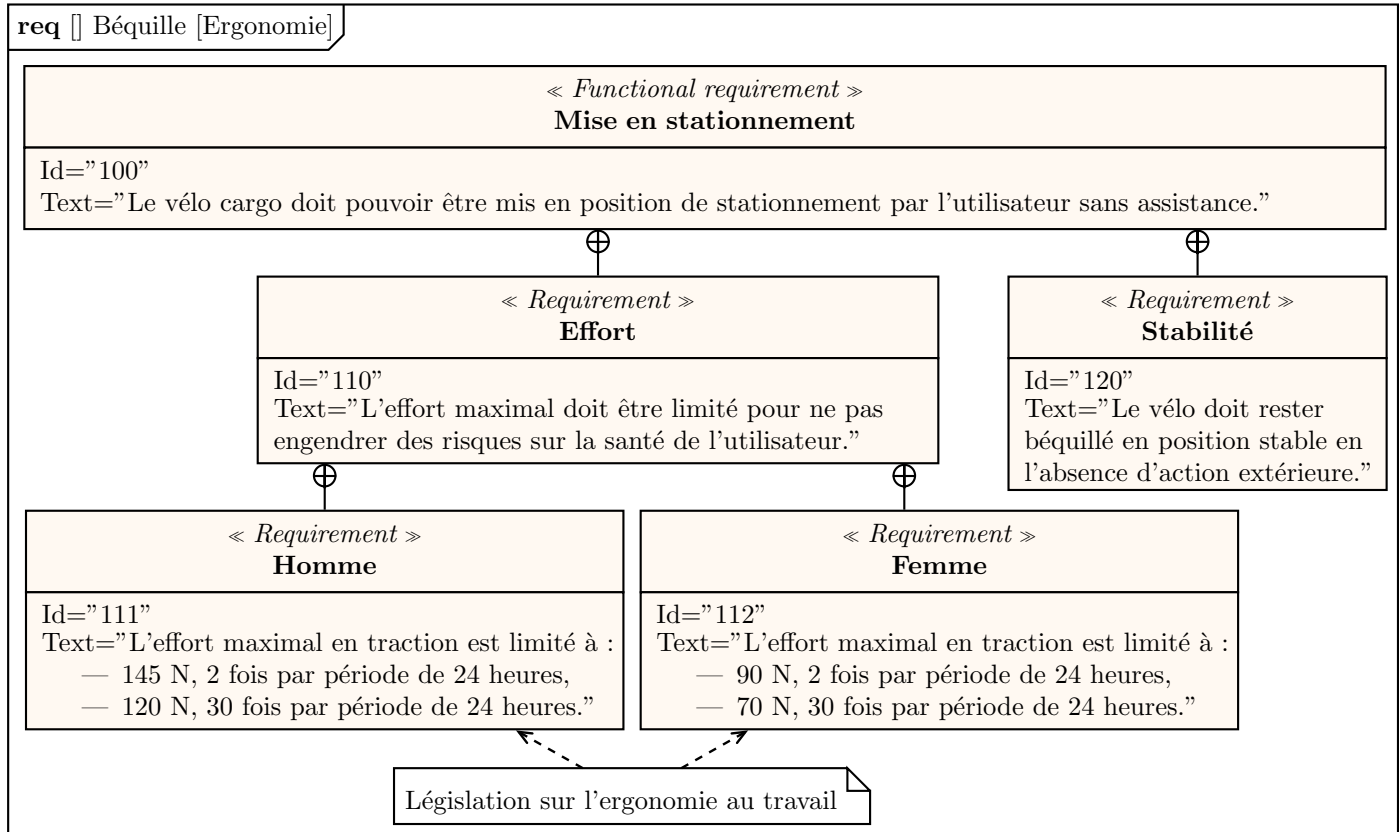 req [] Béquille [Ergonomie]
≪ Functional requirement ≫
Mise en stationnement
Id=”100”
Text=”Le vélo cargo doit pouvoir être mis en position de stationnement par l’utilisateur sans assistance.”
≪ Requirement ≫
Effort
Id=”110”
Text=”L’effort maximal doit être limité pour ne pas
engendrer des risques sur la santé de l’utilisateur.”
≪ Requirement ≫
Stabilité
Id=”120”
Text=”Le vélo doit rester
béquillé en position stable en
l’absence d’action extérieure.”
≪ Requirement ≫
Homme
Id=”111”
Text=”L’effort maximal en traction est limité à :
— 145 N, 2 fois par période de 24 heures,
— 120 N, 30 fois par période de 24 heures.”
≪ Requirement ≫
Femme
Id=”112”
Text=”L’effort maximal en traction est limité à :
— 90 N, 2 fois par période de 24 heures,
— 70 N, 30 fois par période de 24 heures.”
Législation sur l’ergonomie au travail